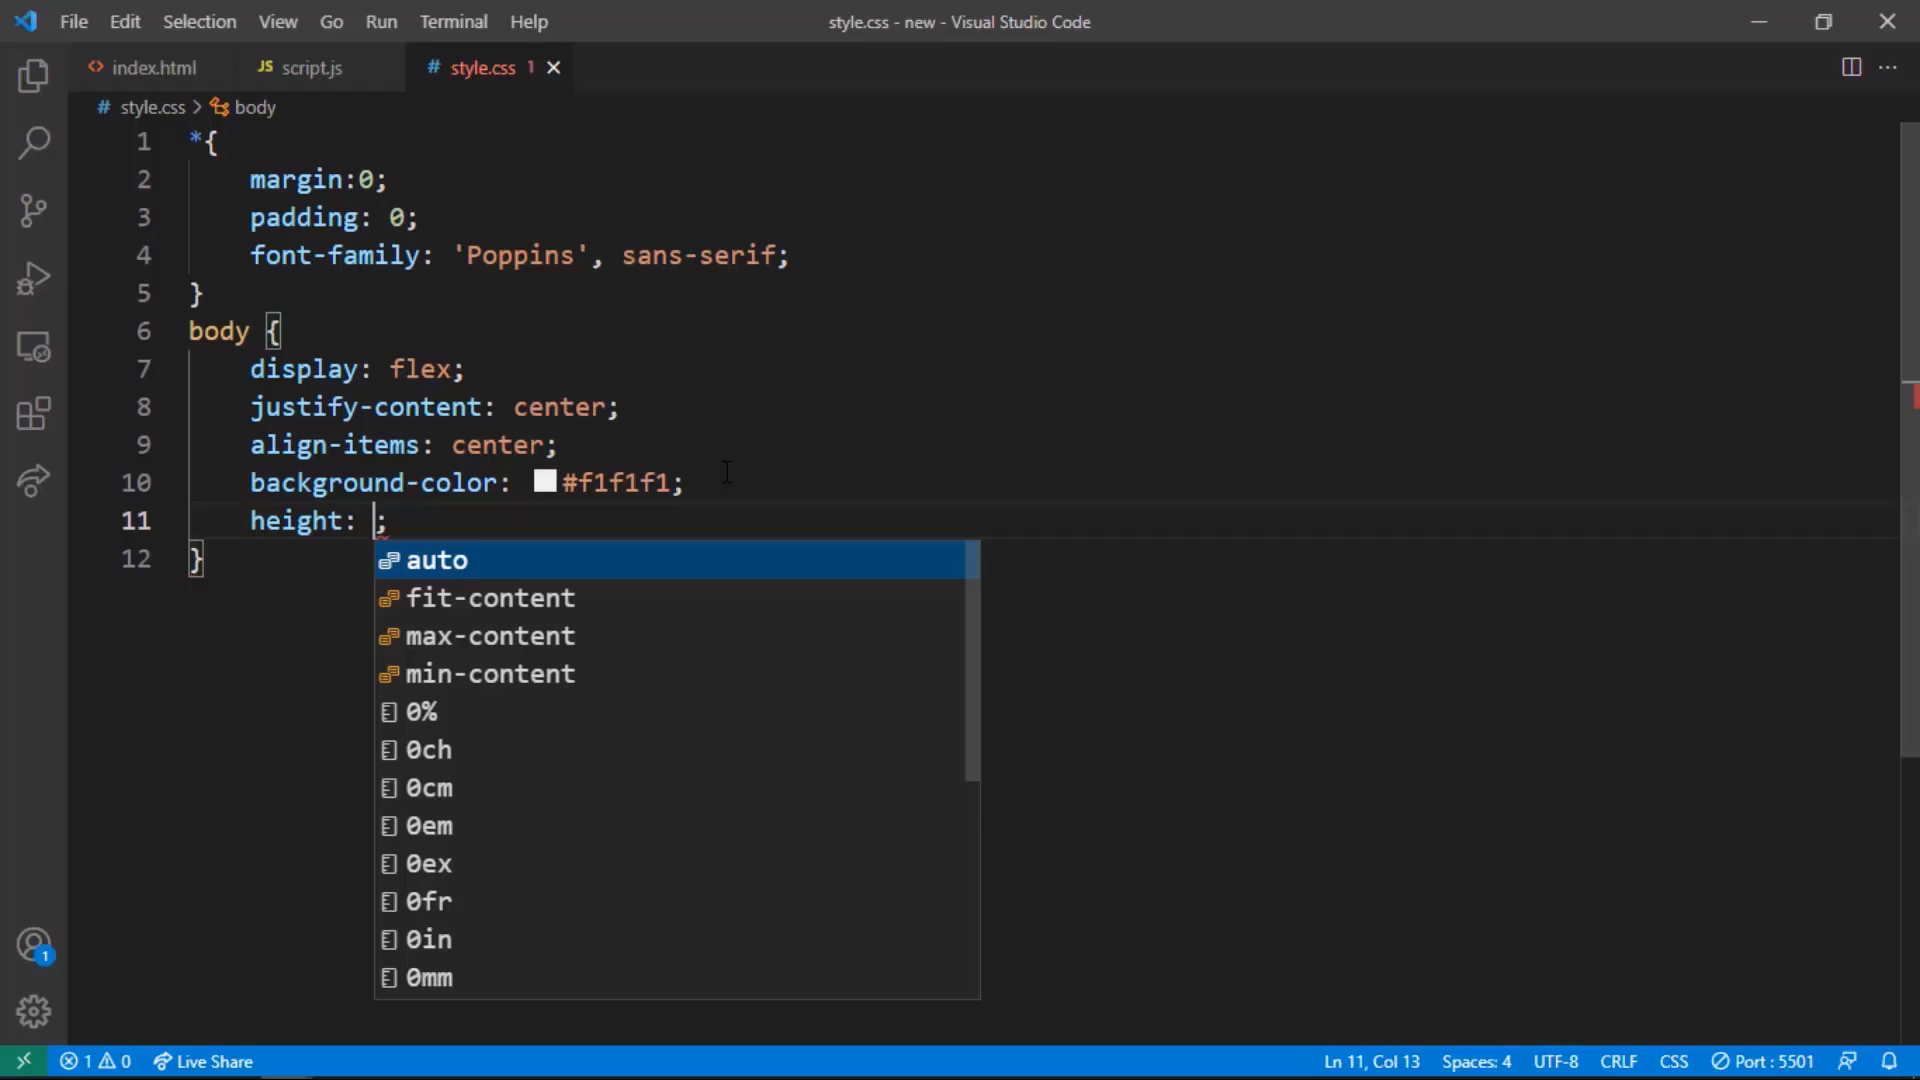 File Edit Selection View Go Run Terminal Help style.css - new - Visual Studio Code
index.html JS script.js # style.css 1
# style.css > body
1 *{
2 margin:0;
3 padding: 0;
4 font-family: 'Poppins', sans-serif;
5 }
6 body {
7 display: flex;
8 justify-content: center;
9 align-items: center;
10 background-color: #f1f1f1;
11 height: ;
12 }
auto
fit-content
max-content
min-content
0%
0ch
0cm
0em
0ex
0fr
0in
0mm
1
1 0 Live Share Ln 11, Col 13 Spaces: 4 UTF-8 CRLF CSS Port : 5501